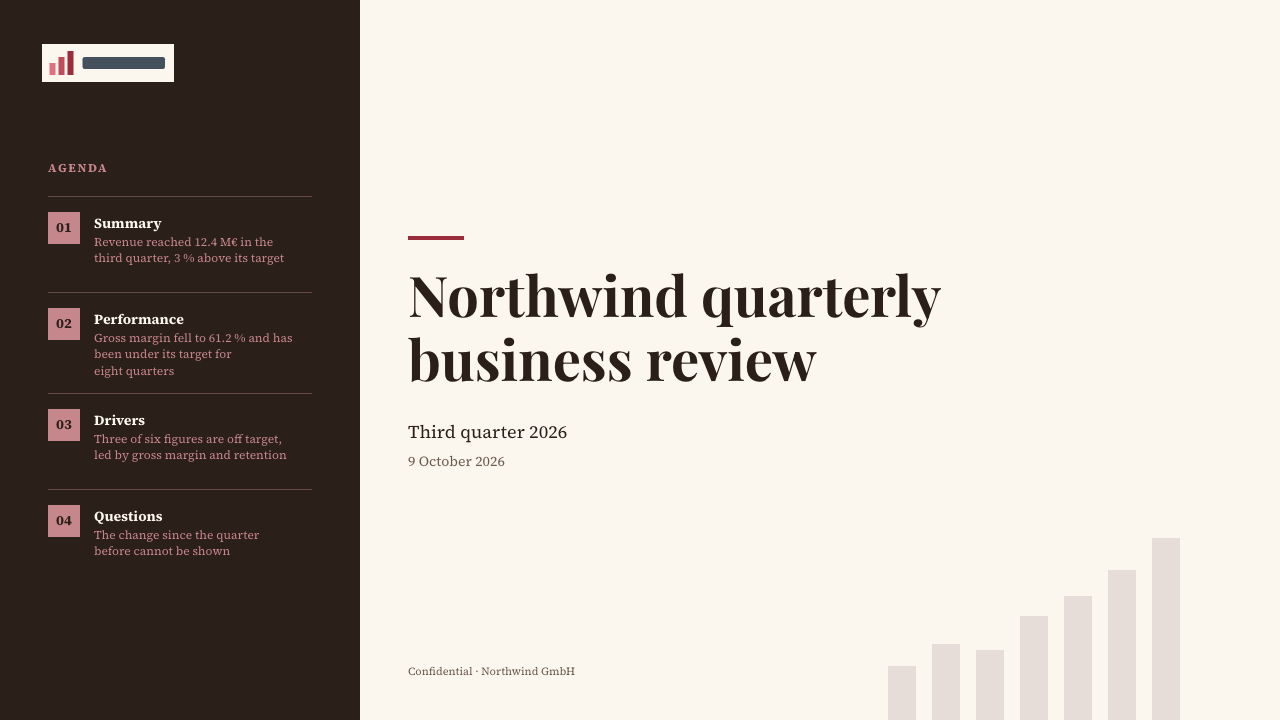 AGENDA
01
Summary
Revenue reached 12.4 M€ in the
third quarter, 3 % above its target
02
Performance
Gross margin fell to 61.2 % and has
been under its target for
eight quarters
03
Drivers
Three of six figures are off target,
led by gross margin and retention
04
Questions
The change since the quarter
before cannot be shown
Northwind quarterly
business review
Third quarter 2026
9 October 2026
Confidential · Northwind GmbH